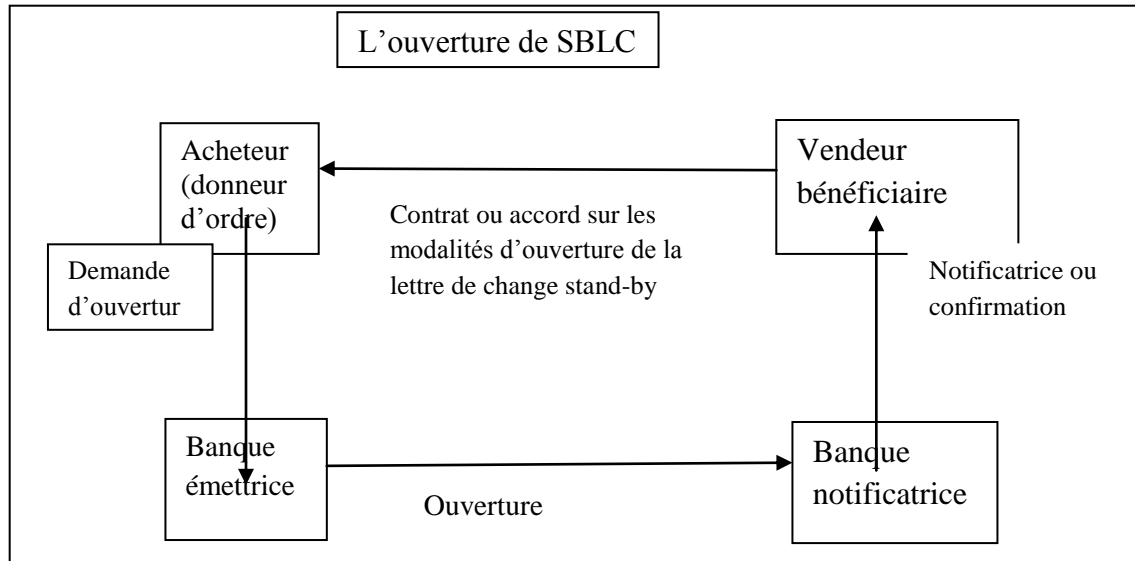 L’ouverture de SBLC
Acheteur
(donneur
d’ordre)
Vendeur
bénéficiaire
Contrat ou accord sur les
modalités d’ouverture de la
lettre de change stand-by
Demande
d’ouvertur
Notificatrice ou
confirmation
Banque
émettrice
Banque
notificatrice
Ouverture